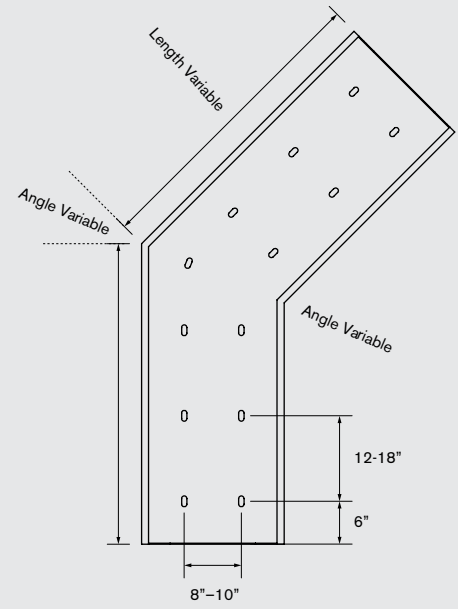 Length Variable
Angle Variable
Angle Variable
12-18”
6”
8”–10”